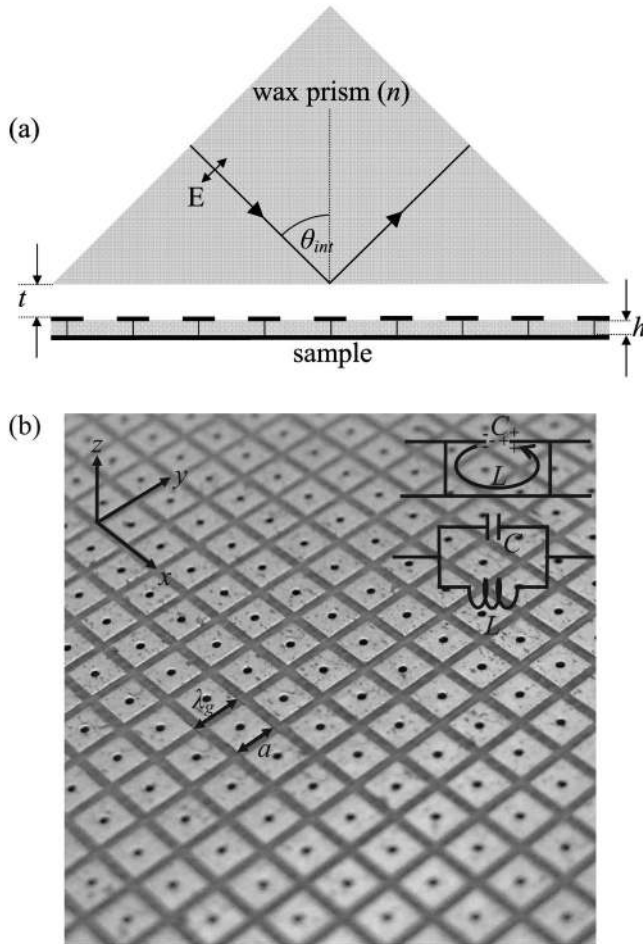 (a)
wax prism (n)
E
θint
t
h
sample
(b)
z
y
x
C
- - + +
L
C
L
λg
a